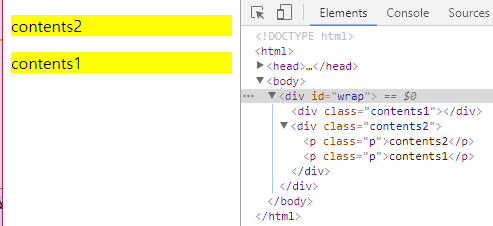 contents2
contents1
Elements Console Sources
<!DOCTYPE html>
<html>
▶<head>…</head>
▼<body>
… ▼<div id="wrap"> == $0
<div class="contents1"></div>
▼<div class="contents2">
<p class="p">contents2</p>
<p class="p">contents1</p>
</div>
</div>
</body>
</html>